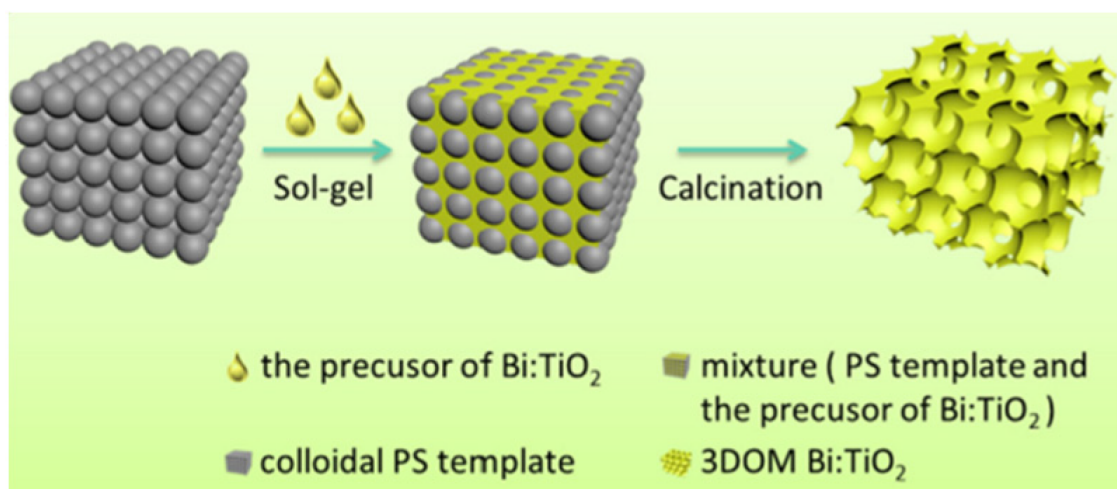 Sol-gel
Calcination
the precusor of Bi:TiO₂
mixture ( PS template and
the precusor of Bi:TiO₂ )
colloidal PS template
3DOM Bi:TiO₂